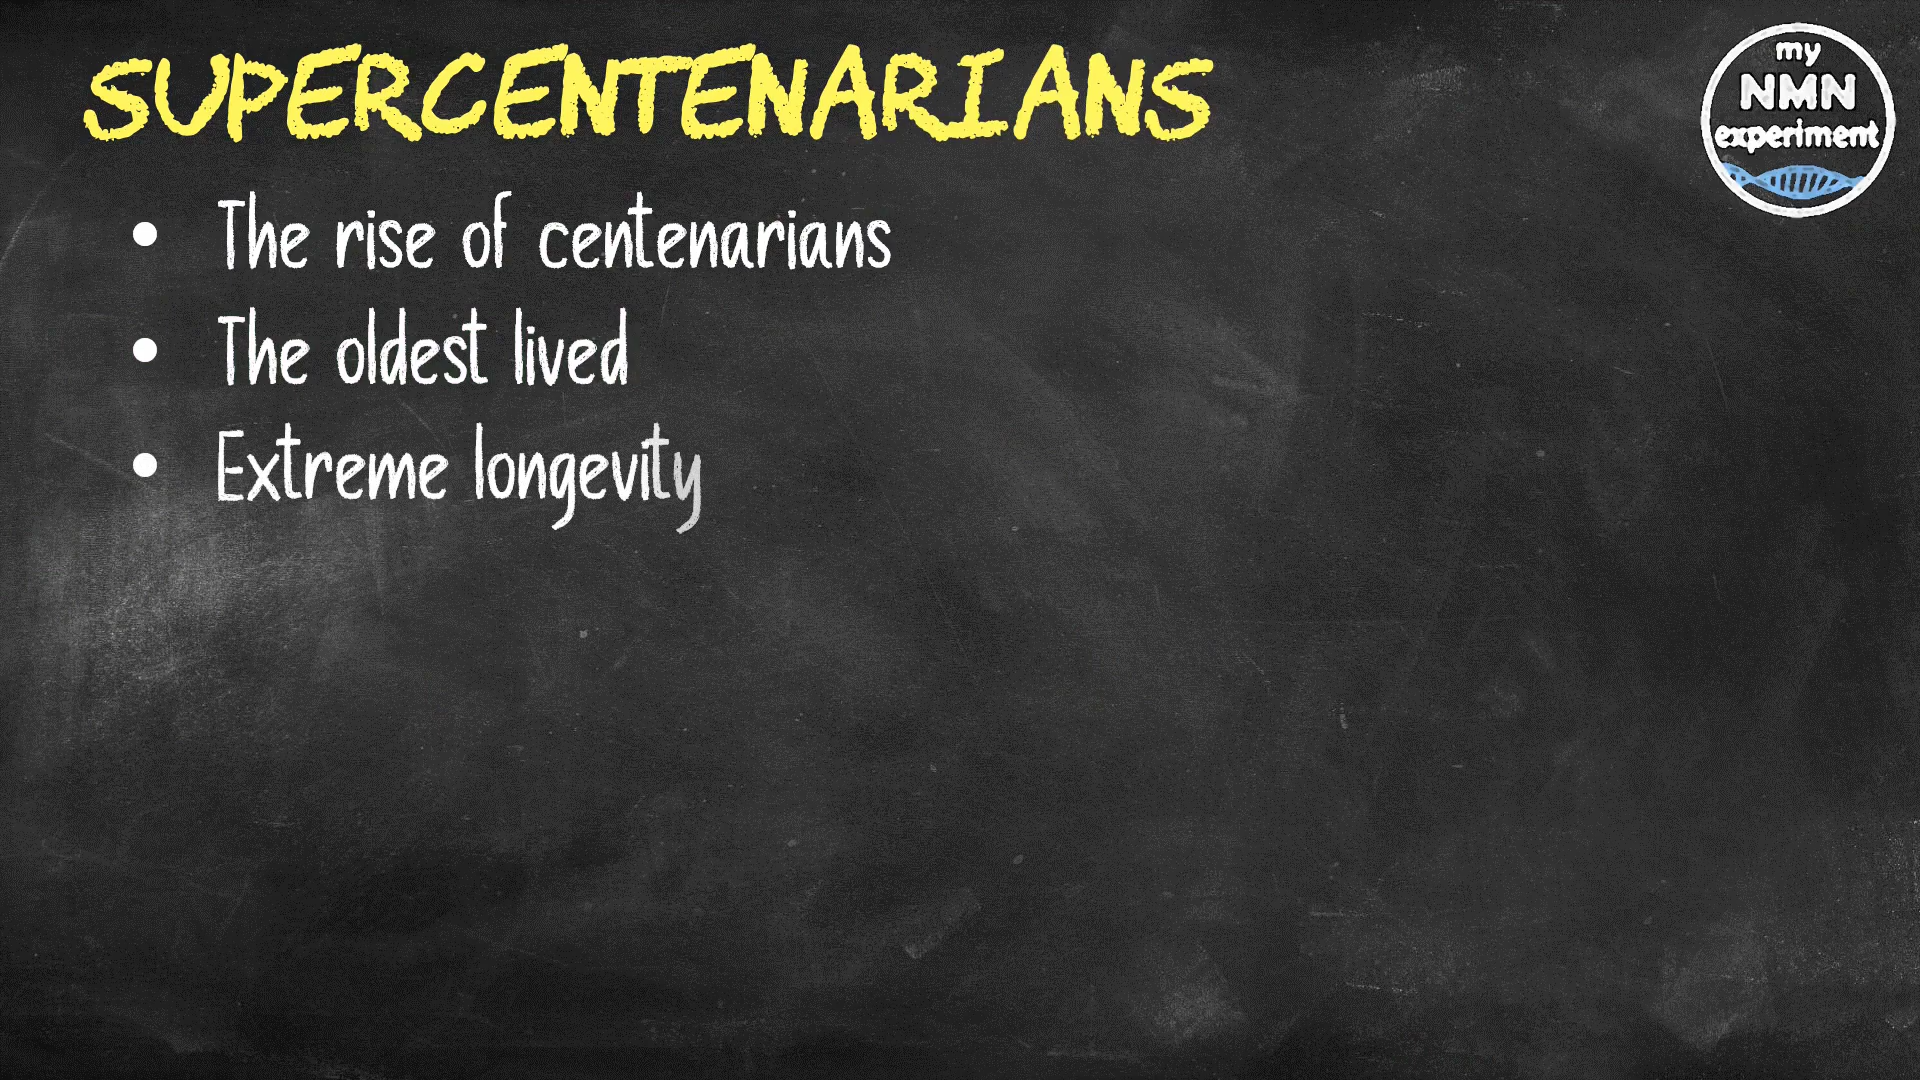 SUPERCENTENARIANS
my
NMN
experiment
• The rise of centenarians
• The oldest lived
• Extreme longevity